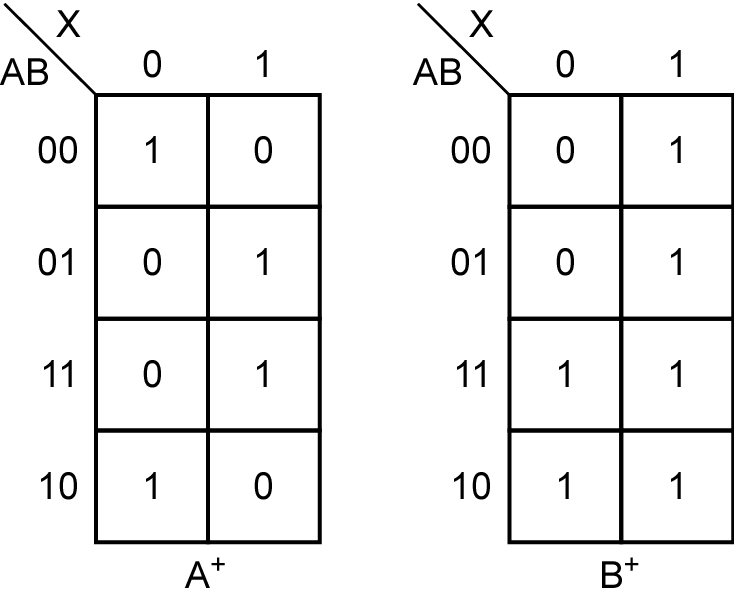 X X
AB 0 1 AB 0 1
00 1 0 00 0 1
01 0 1 01 0 1
11 0 1 11 1 1
10 1 0 10 1 1
A⁺ B⁺